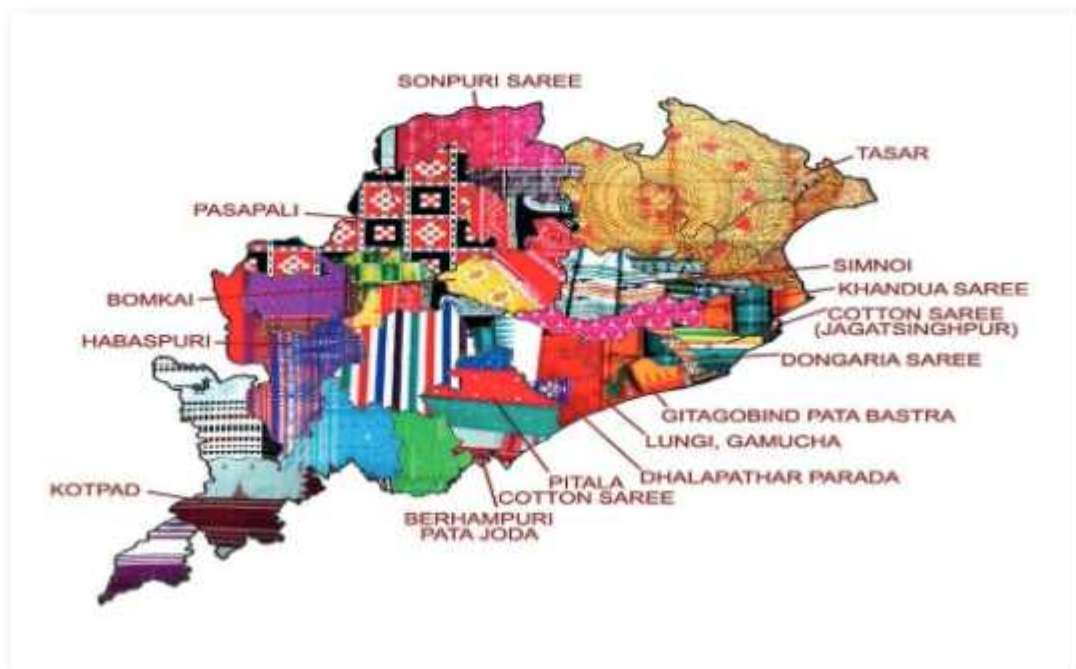 SONPURI SAREE
TASAR
PASAPALI
SIMNOI
KHANDUA SAREE
BOMKAI
COTTON SAREE
(JAGATSINGHPUR)
HABASPURI
DONGARIA SAREE
GITAGOBIND PATA BASTRA
LUNGI, GAMUCHA
DHALAPATHAR PARADA
PITALA
COTTON SAREE
KOTPAD
BERHAMPURI
PATA JODA